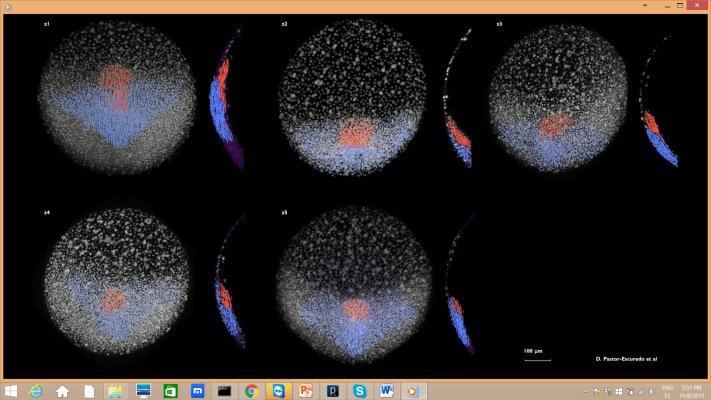 z1
z2
z3
z4
z5
100 µm
D. Pastor-Escuredo et al
ENG
5:51 PM
ES
11/8/2015